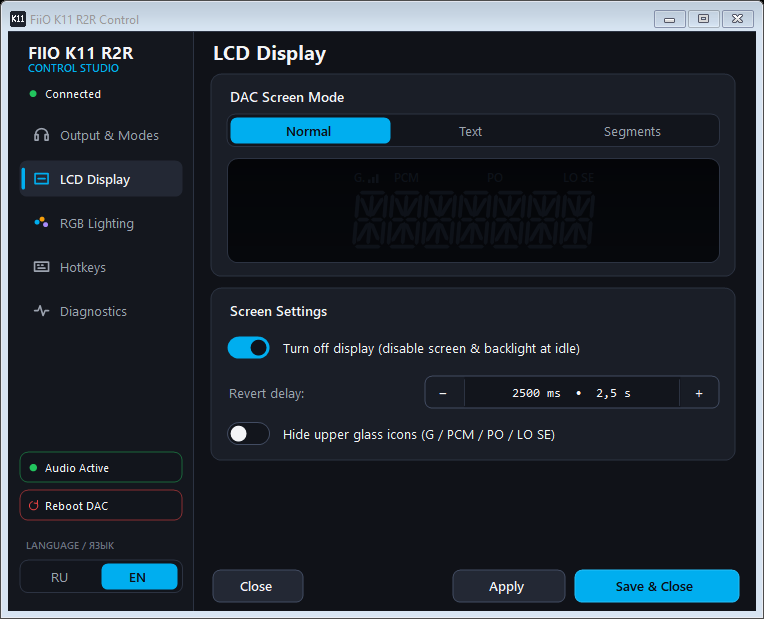 K11 FiiO K11 R2R Control
FIIO K11 R2R
CONTROL STUDIO
Connected
Output & Modes
LCD Display
RGB Lighting
Hotkeys
Diagnostics
Audio Active
Reboot DAC
LANGUAGE / ЯЗЫК
RU EN
LCD Display
DAC Screen Mode
Normal Text Segments
G. PCM PO LO SE
Screen Settings
Turn off display (disable screen & backlight at idle)
Revert delay: − 2500 ms • 2,5 s +
Hide upper glass icons (G / PCM / PO / LO SE)
Close Apply Save & Close